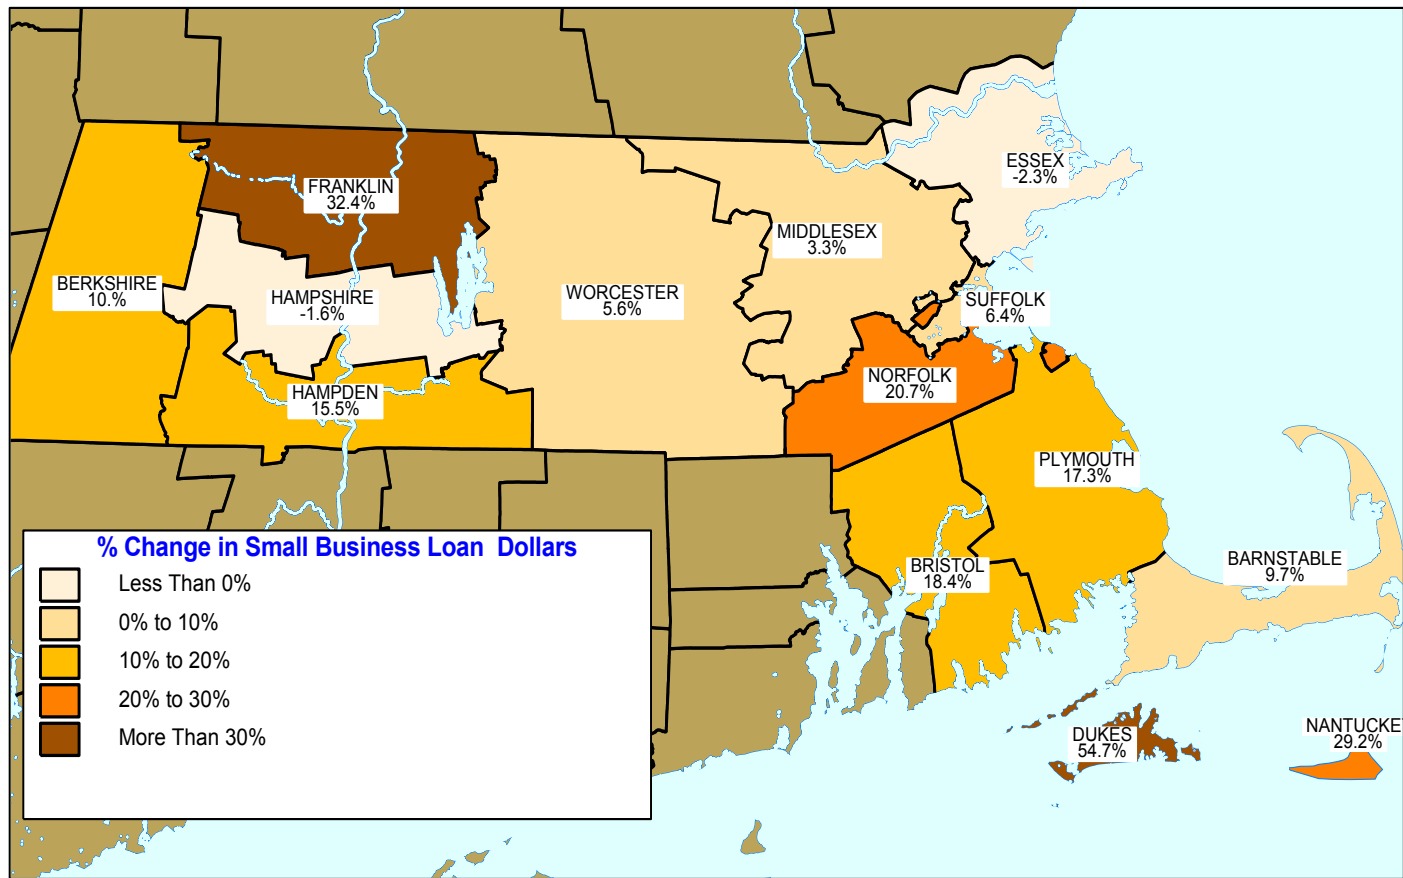 ESSEX
-2.3%
FRANKLIN
32.4%
MIDDLESEX
3.3%
BERKSHIRE
10.%
HAMPSHIRE
-1.6%
WORCESTER
5.6%
SUFFOLK
6.4%
HAMPDEN
15.5%
NORFOLK
20.7%
PLYMOUTH
17.3%
BRISTOL
18.4%
BARNSTABLE
9.7%
DUKES
54.7%
NANTUCKET
29.2%
% Change in Small Business Loan Dollars
Less Than 0%
0% to 10%
10% to 20%
20% to 30%
More Than 30%